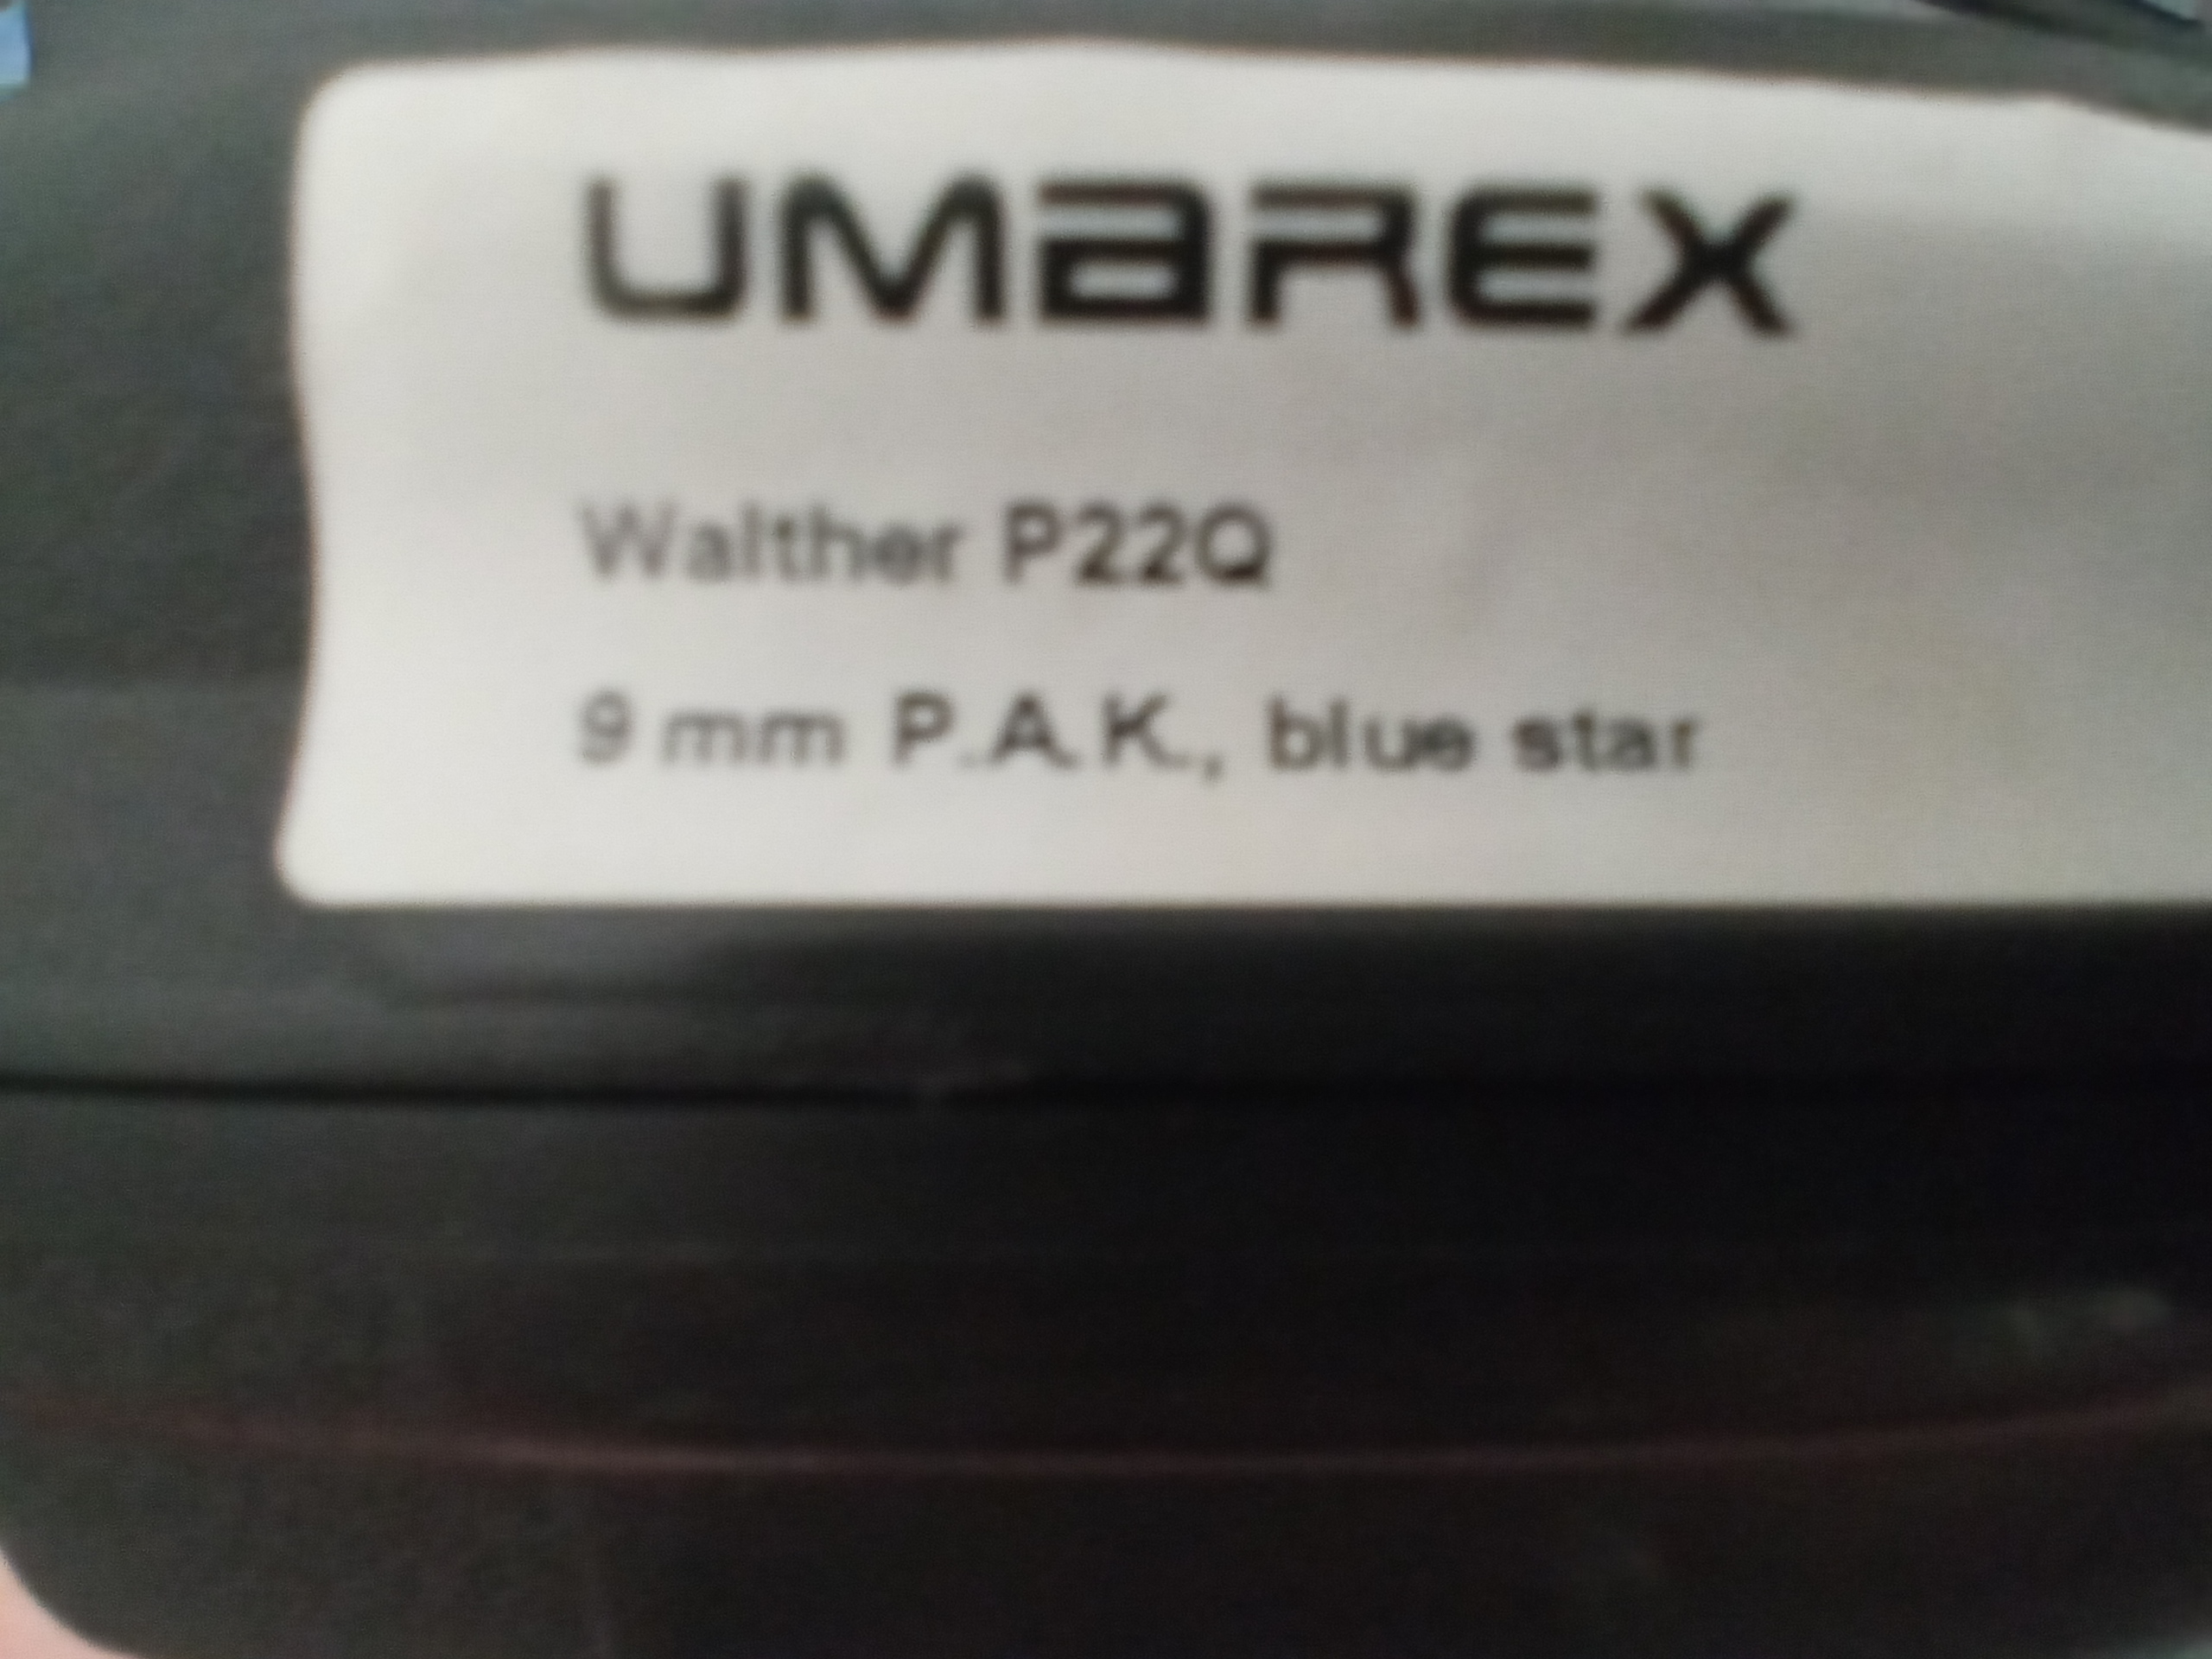 UMAREX
Walther P22Q
9 mm P.A.K., blue star